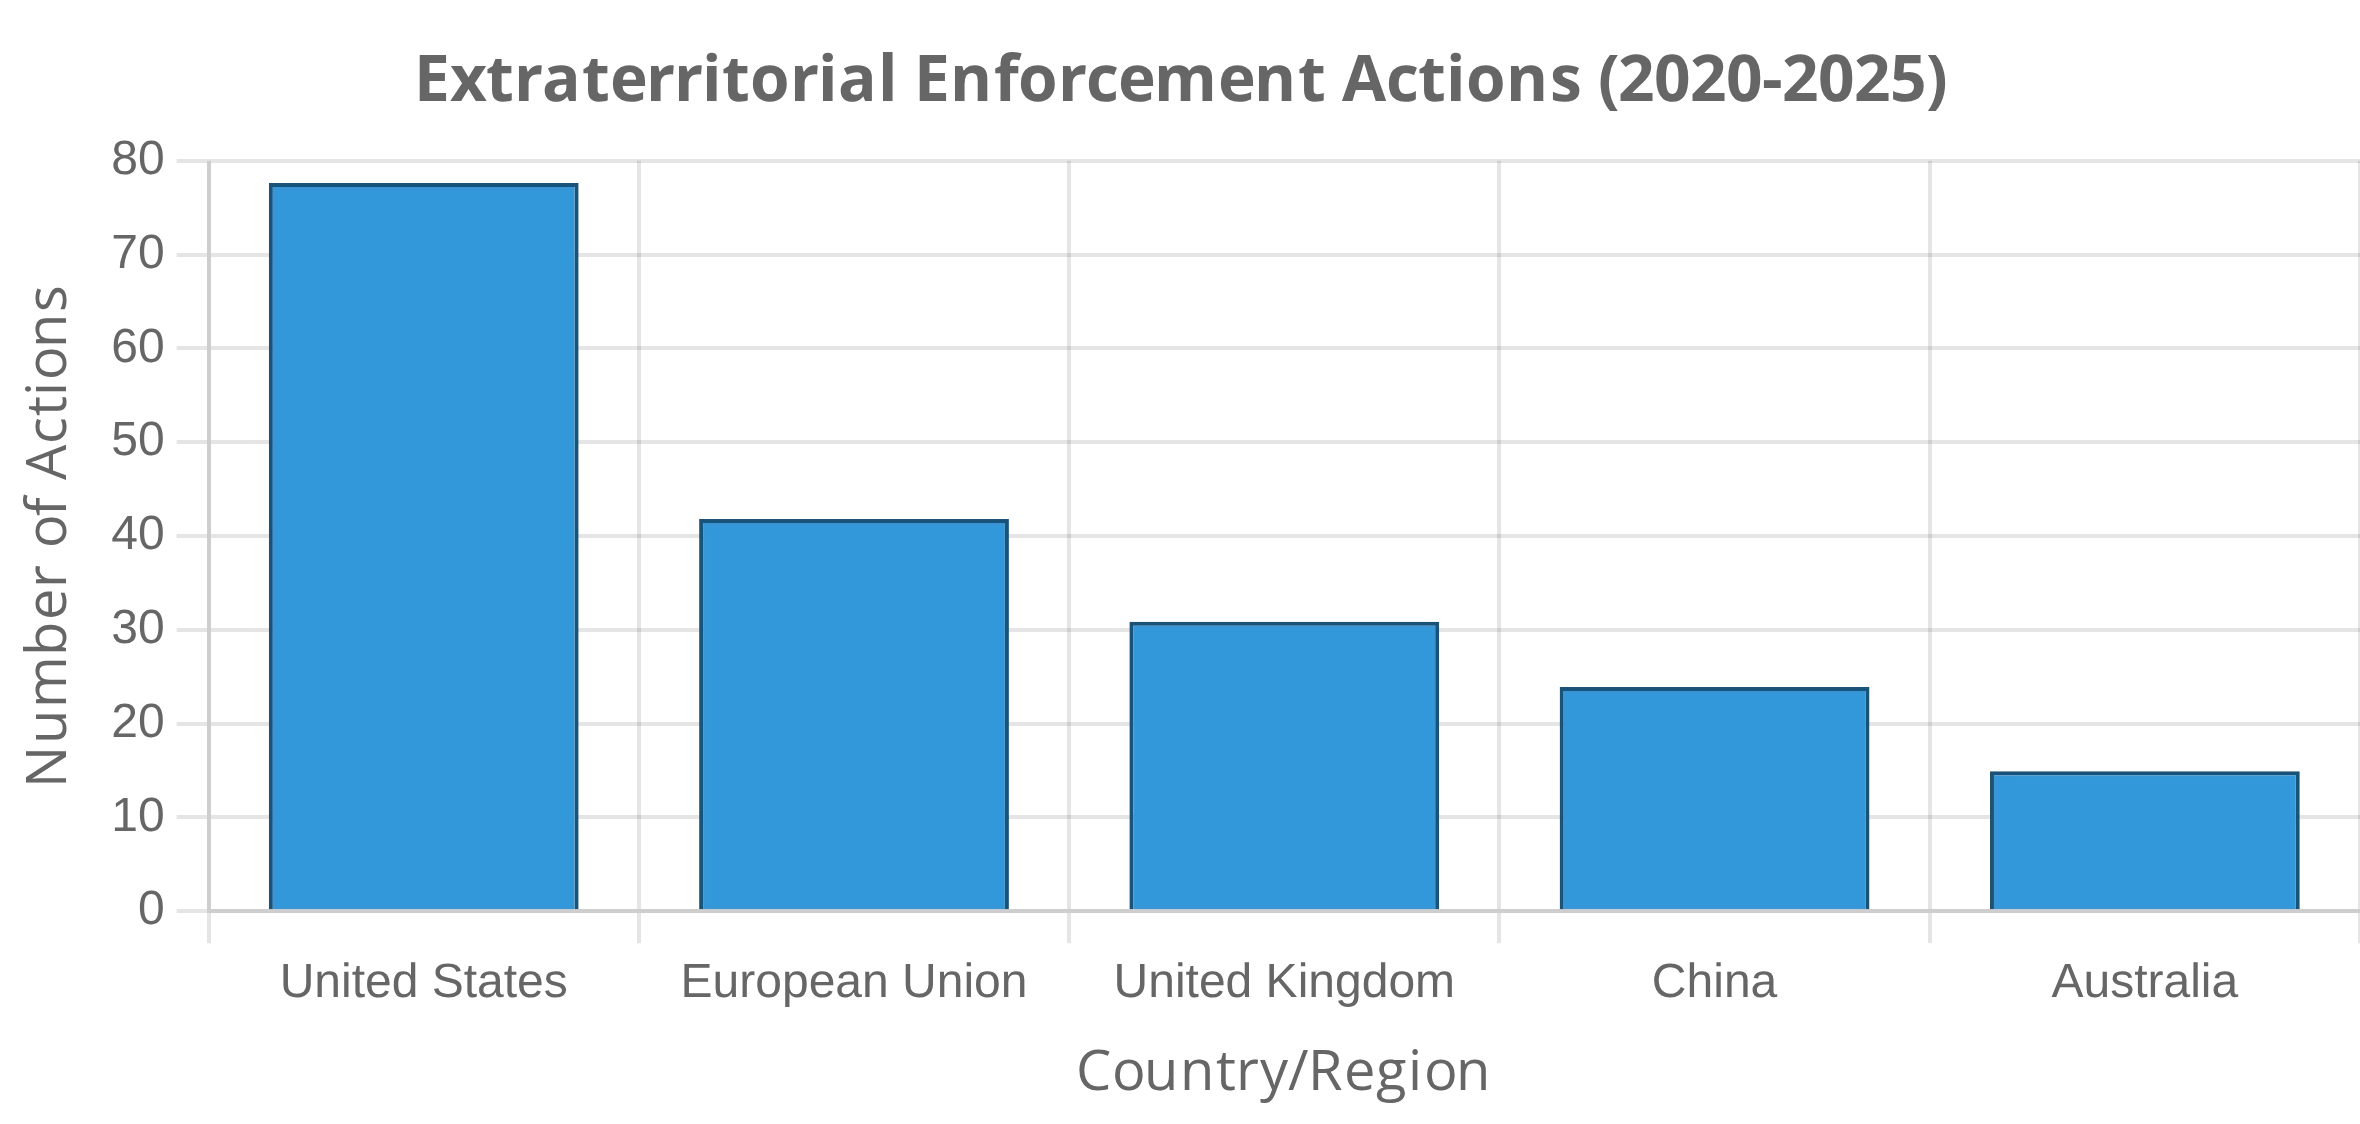 Extraterritorial Enforcement Actions (2020-2025)
Number of Actions
80
70
60
50
40
30
20
10
0
United States European Union United Kingdom China Australia
Country/Region